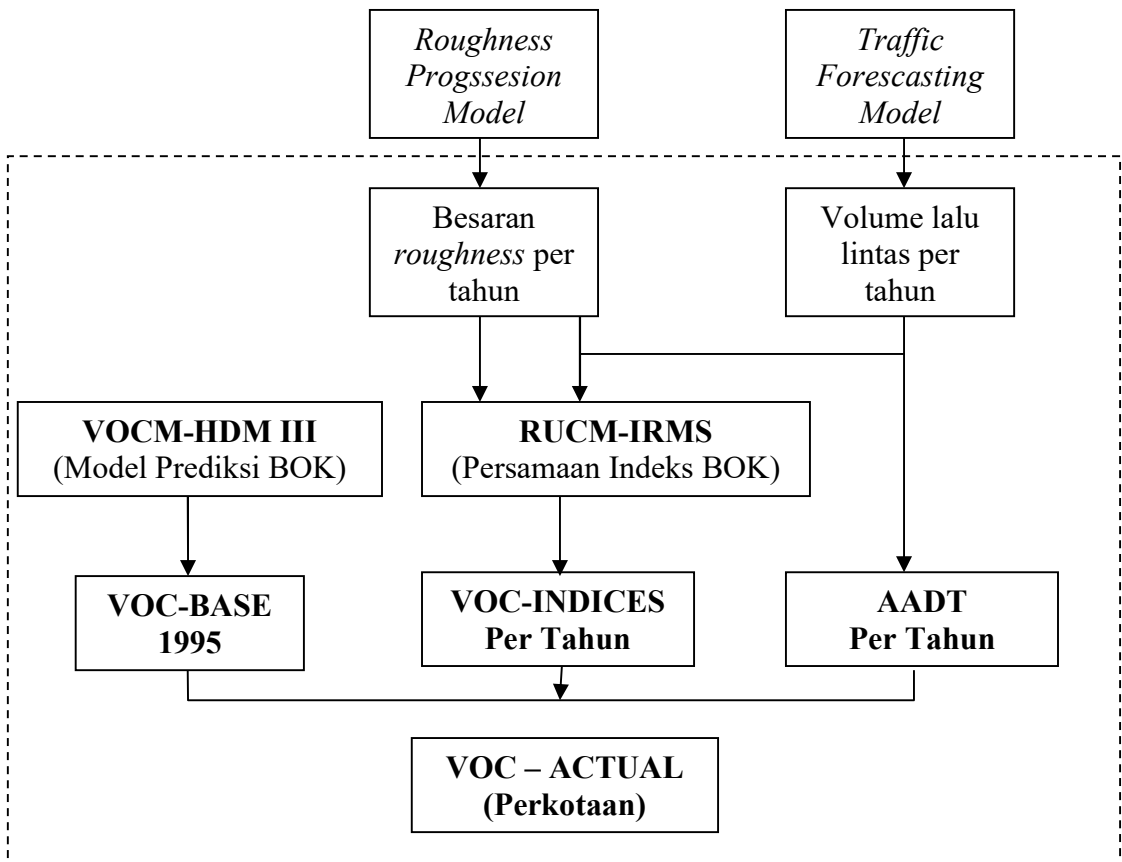 Roughness
Progssesion
Model
Traffic
Forescasting
Model
Besaran
roughness per
tahun
Volume lalu
lintas per
tahun
VOCM-HDM III
(Model Prediksi BOK)
RUCM-IRMS
(Persamaan Indeks BOK)
VOC-BASE
1995
VOC-INDICES
Per Tahun
AADT
Per Tahun
VOC – ACTUAL
(Perkotaan)